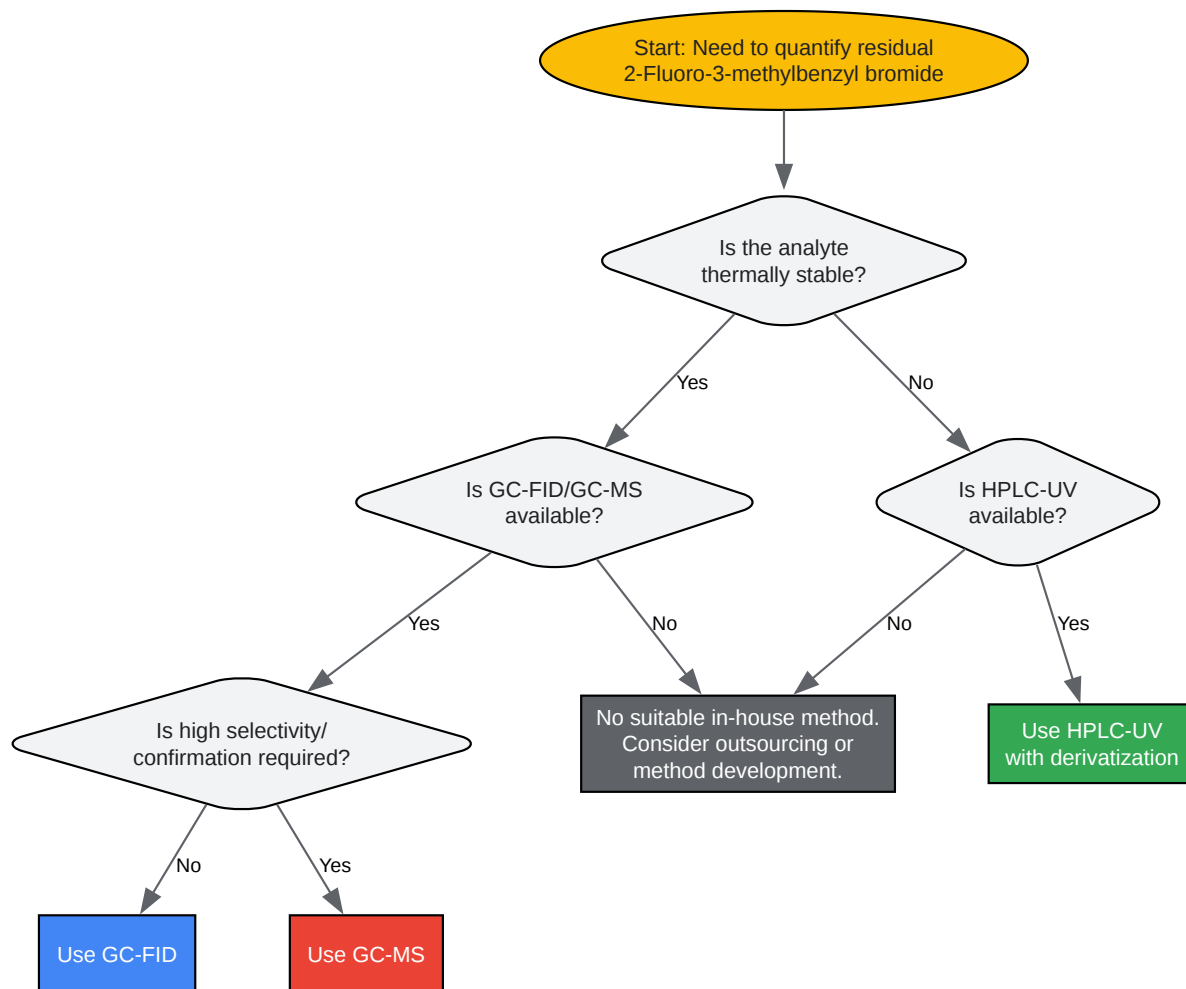 Start: Need to quantify residual
2-Fluoro-3-methylbenzyl bromide
Is the analyte
thermally stable?
Yes
No
Is GC-FID/GC-MS
available?
Is HPLC-UV
available?
Yes
No
No
Yes
Is high selectivity/
confirmation required?
No suitable in-house method.
Consider outsourcing or
method development.
Use HPLC-UV
with derivatization
No
Yes
Use GC-FID
Use GC-MS